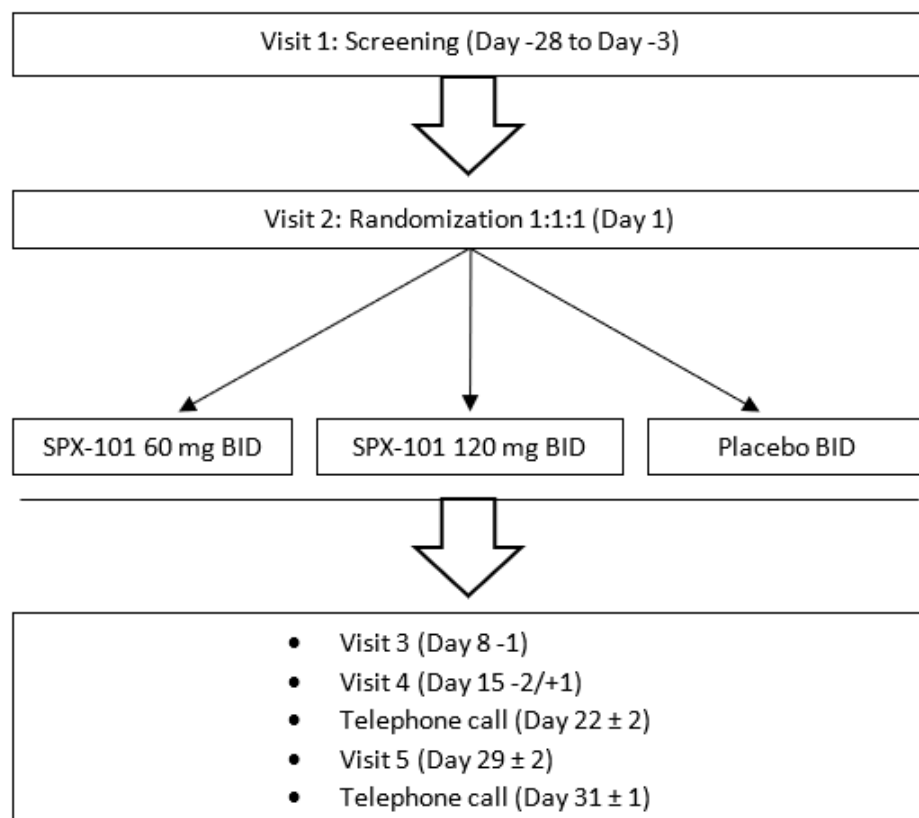 Visit 1: Screening (Day -28 to Day -3)
Visit 2: Randomization 1:1:1 (Day 1)
SPX-101 60 mg BID
SPX-101 120 mg BID
Placebo BID
• Visit 3 (Day 8 -1)
• Visit 4 (Day 15 -2/+1)
• Telephone call (Day 22 ± 2)
• Visit 5 (Day 29 ± 2)
• Telephone call (Day 31 ± 1)